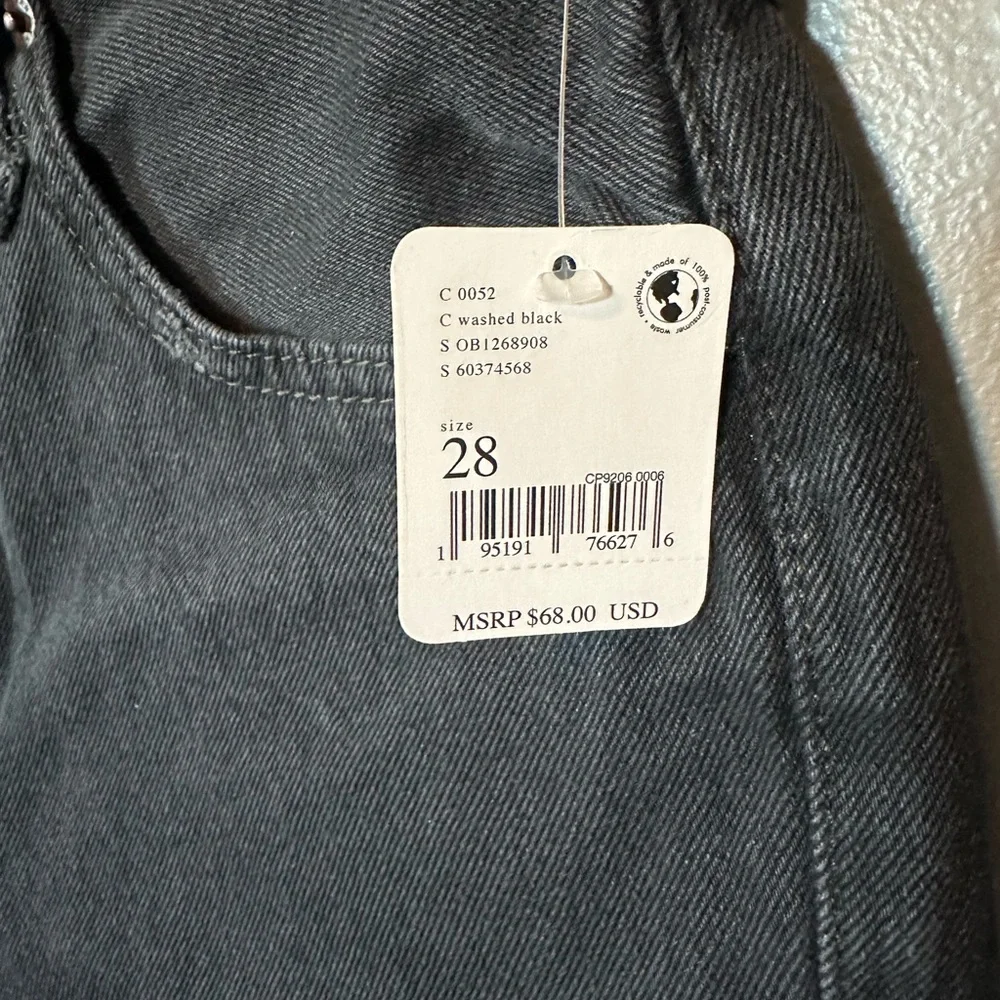 C 0052
C washed black
S OB1268908
S 60374568
recyclable & made of 100% post-consumer waste •
size
28
CP9206 0006
1 95191 76627 6
MSRP $68.00 USD